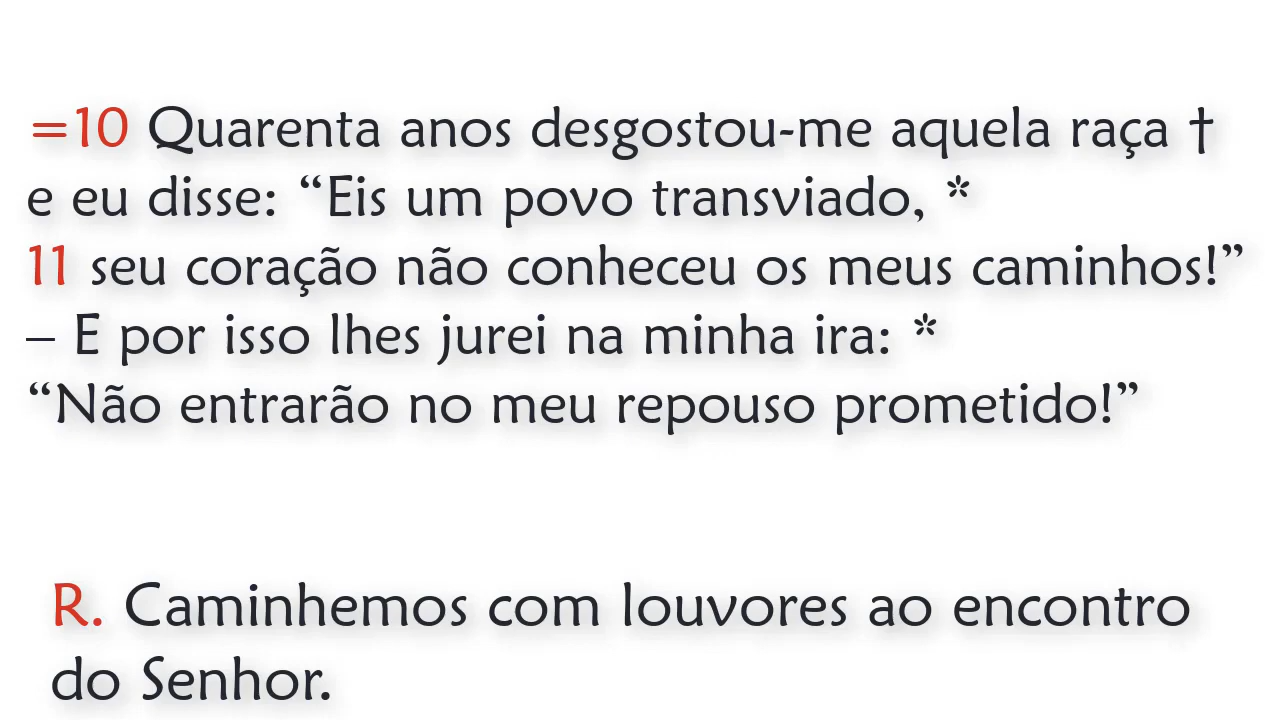 =10 Quarenta anos desgostou-me aquela raça †
e eu disse: “Eis um povo transviado, *
11 seu coração não conheceu os meus caminhos!”
– E por isso lhes jurei na minha ira: *
“Não entrarão no meu repouso prometido!”
R. Caminhemos com louvores ao encontro
do Senhor.